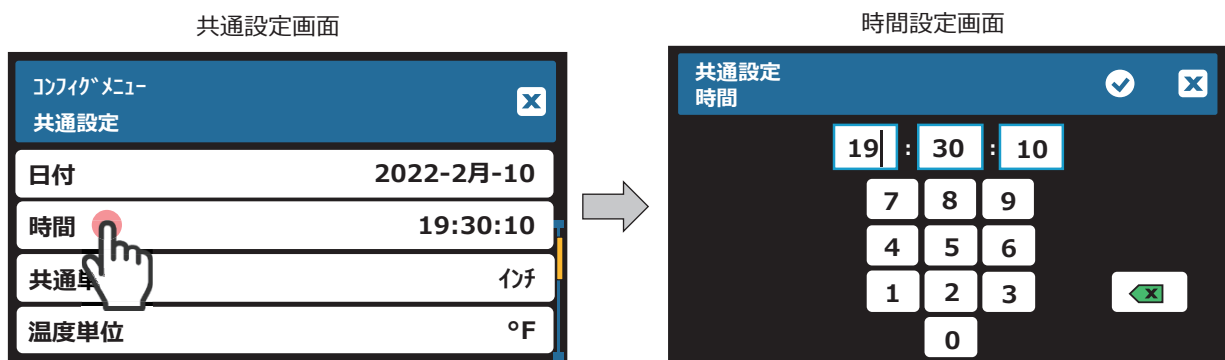 共通設定画面
ｺﾝﾌｨｸﾞﾒﾆｭｰ
共通設定
日付 2022-2月-10
時間 19:30:10
共通単 ｲﾝﾁ
温度単位 °F
時間設定画面
共通設定
時間
19 : 30 : 10
7 8 9
4 5 6
1 2 3
0